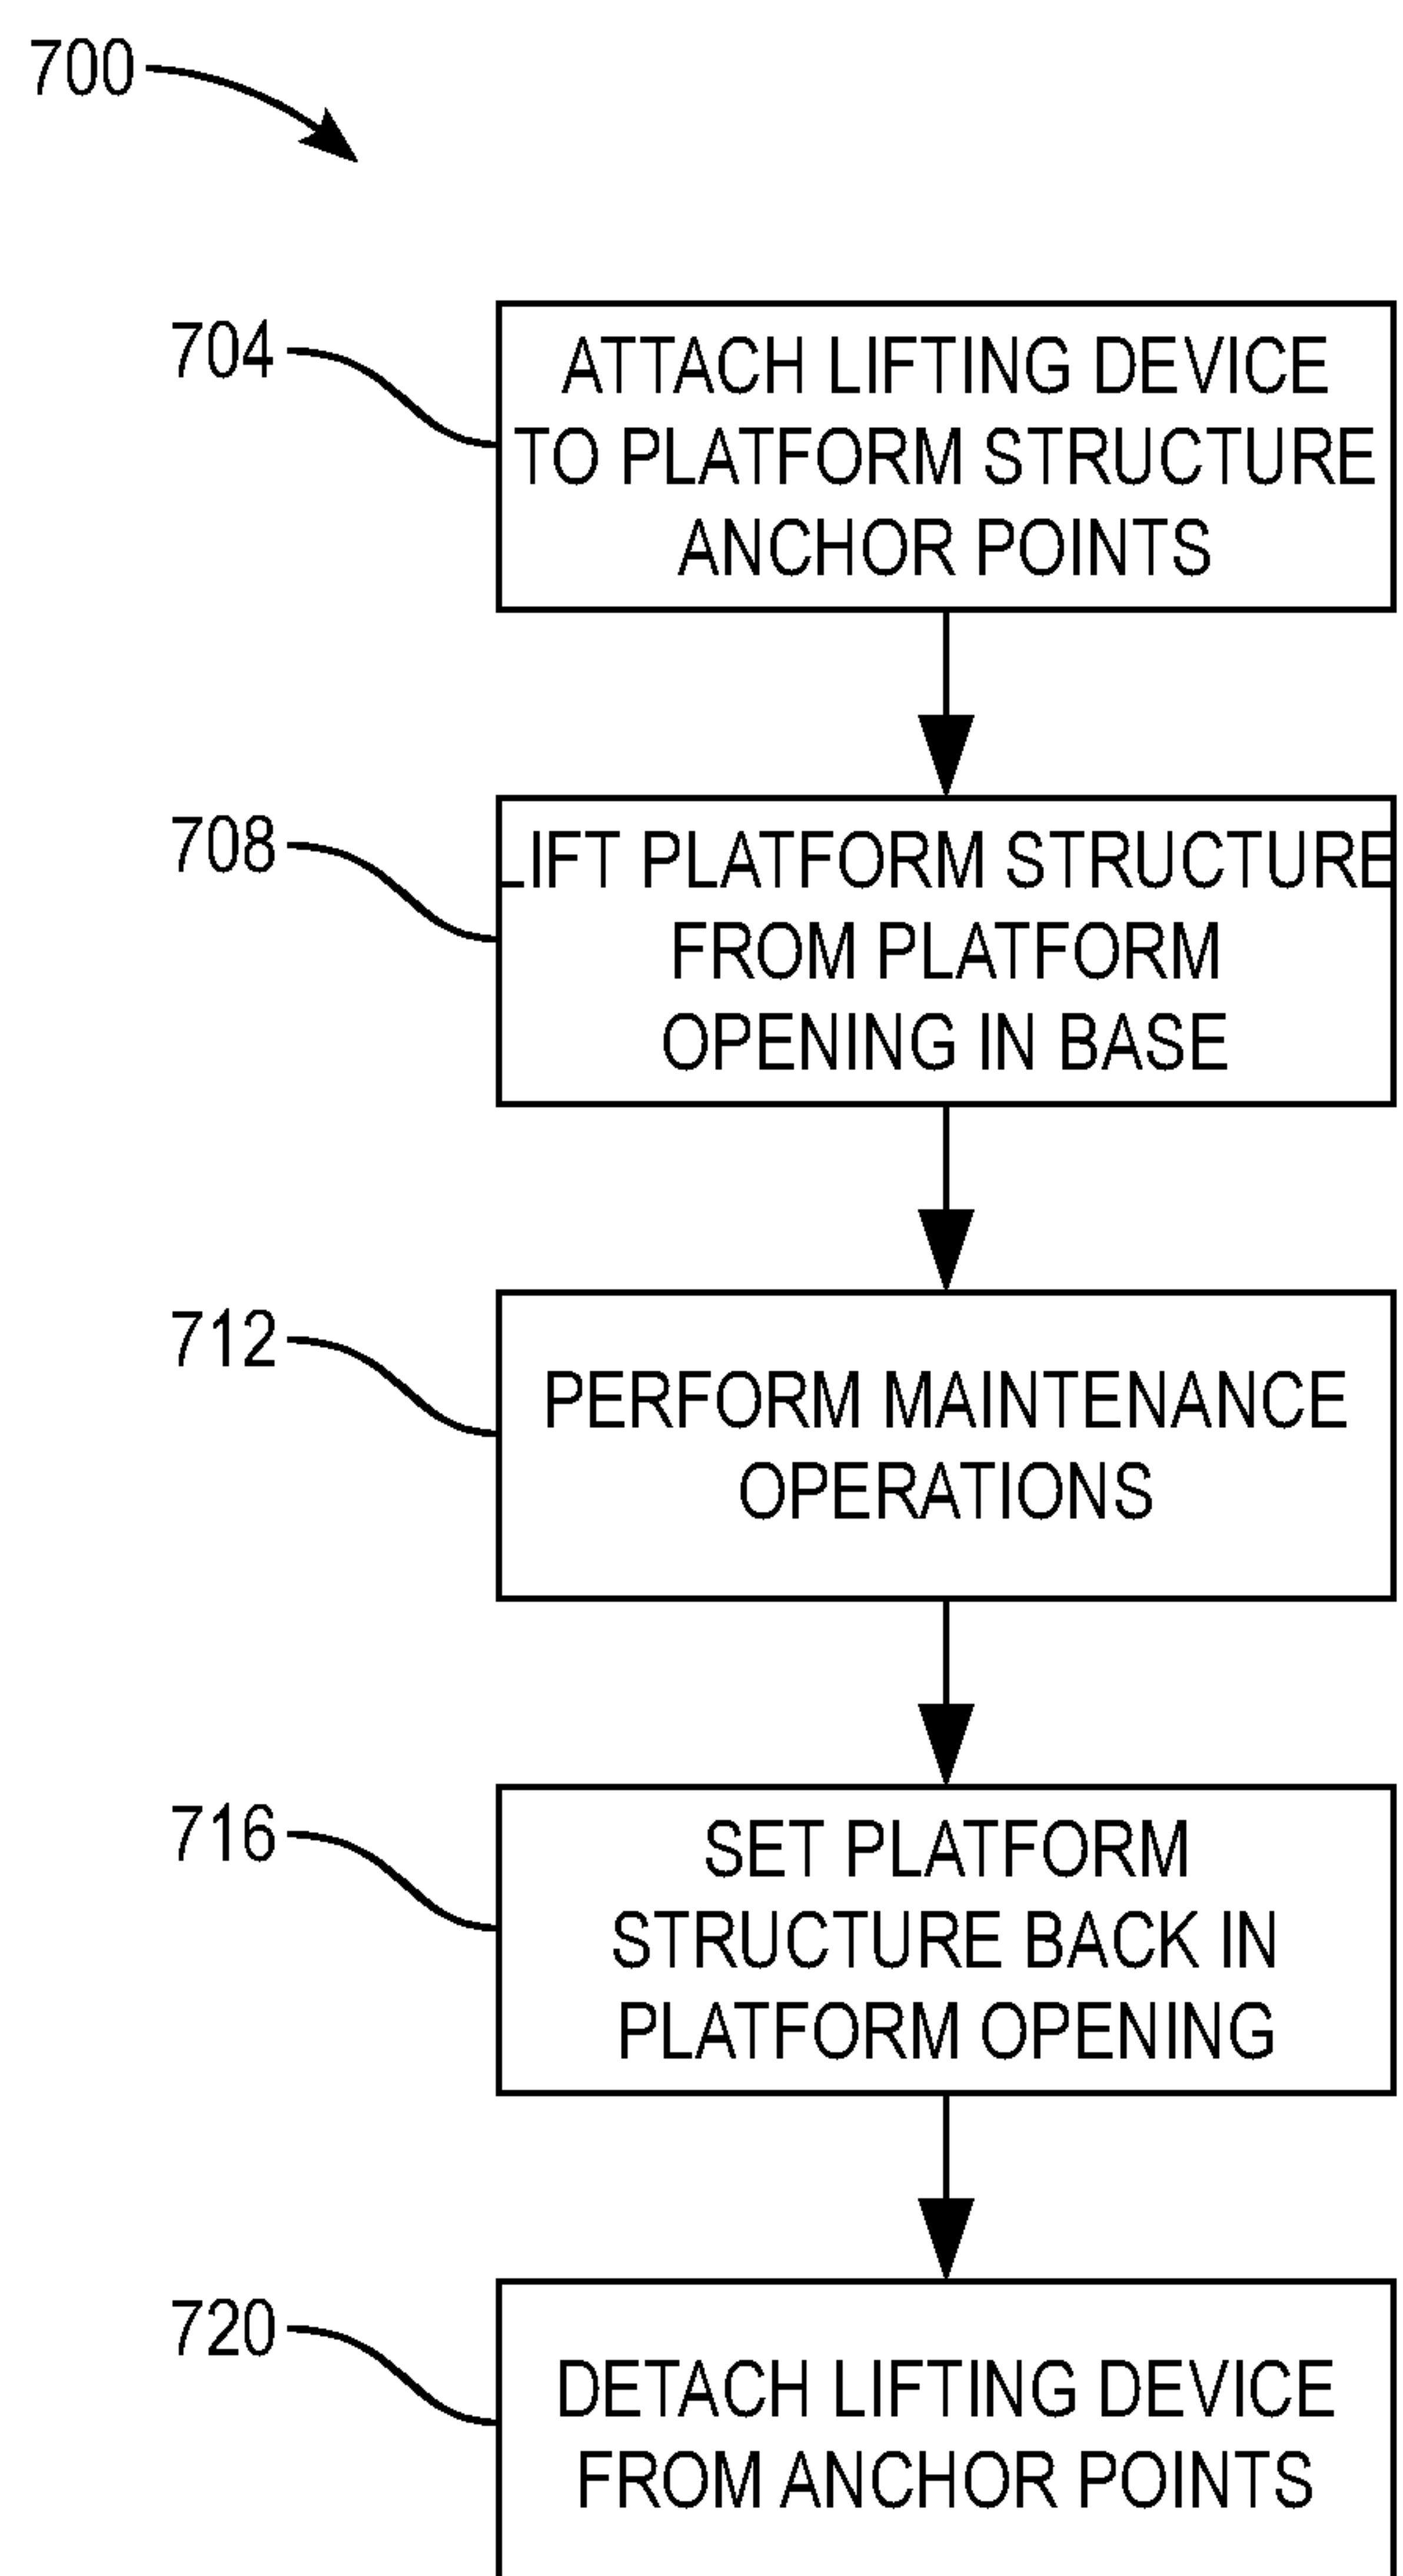 700
704
ATTACH LIFTING DEVICE
TO PLATFORM STRUCTURE
ANCHOR POINTS
708
LIFT PLATFORM STRUCTURE
FROM PLATFORM
OPENING IN BASE
712
PERFORM MAINTENANCE
OPERATIONS
716
SET PLATFORM
STRUCTURE BACK IN
PLATFORM OPENING
720
DETACH LIFTING DEVICE
FROM ANCHOR POINTS